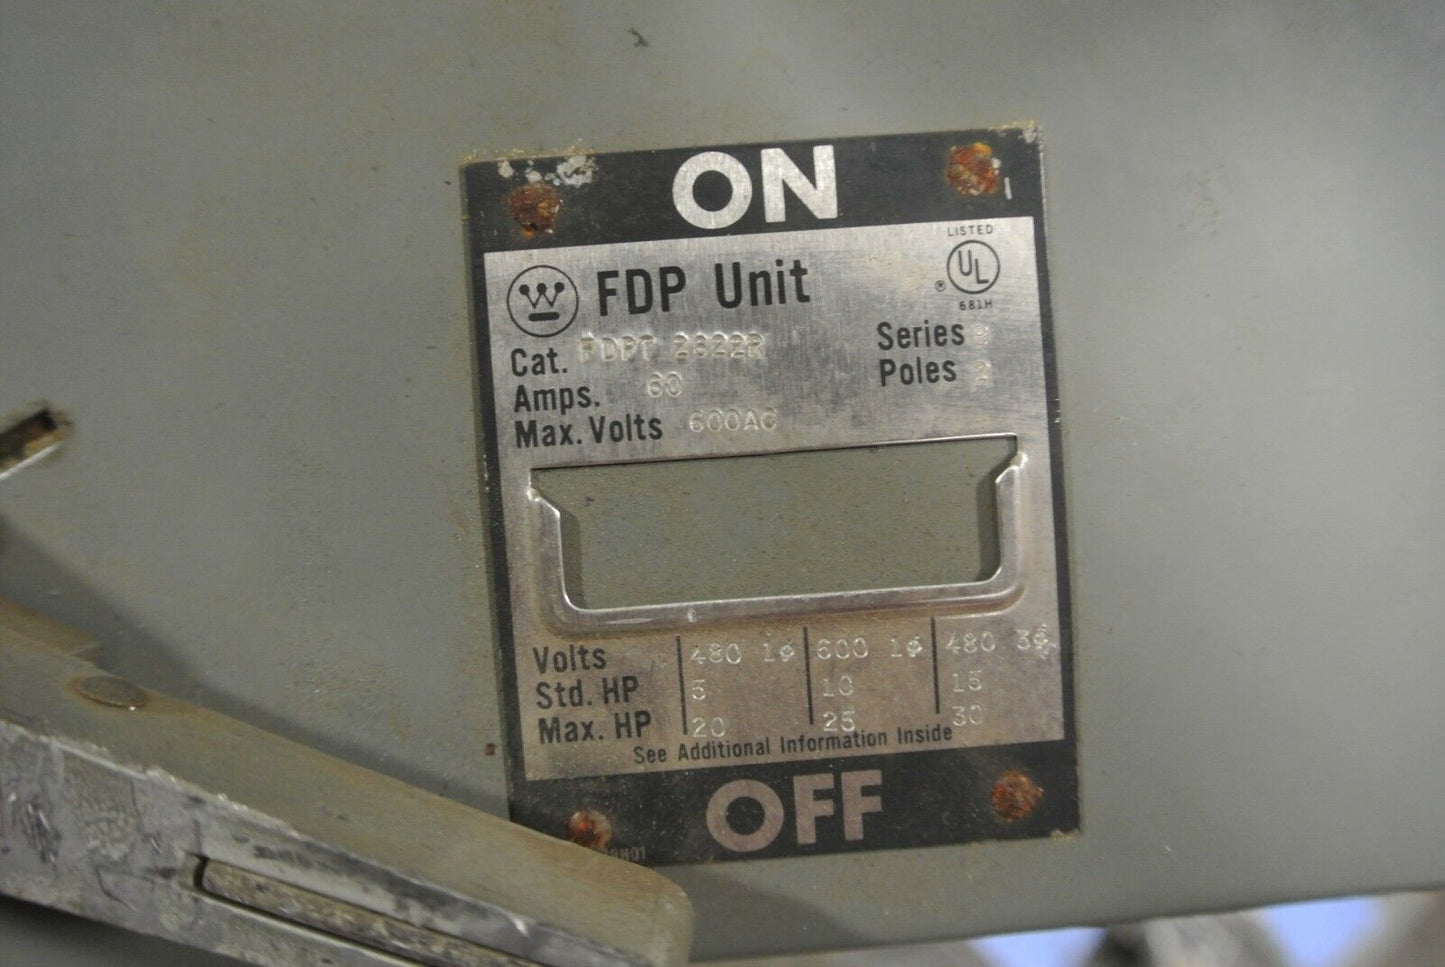 ON
LISTED
UL
®
681H
FDP Unit
Cat. FDPT 2622R
Series
Amps. 60
Poles 2
Max. Volts 600AC
Volts 480 1φ 600 1φ 480 3φ
Std. HP 5 10 15
Max. HP 20 25 30
See Additional Information Inside
OFF